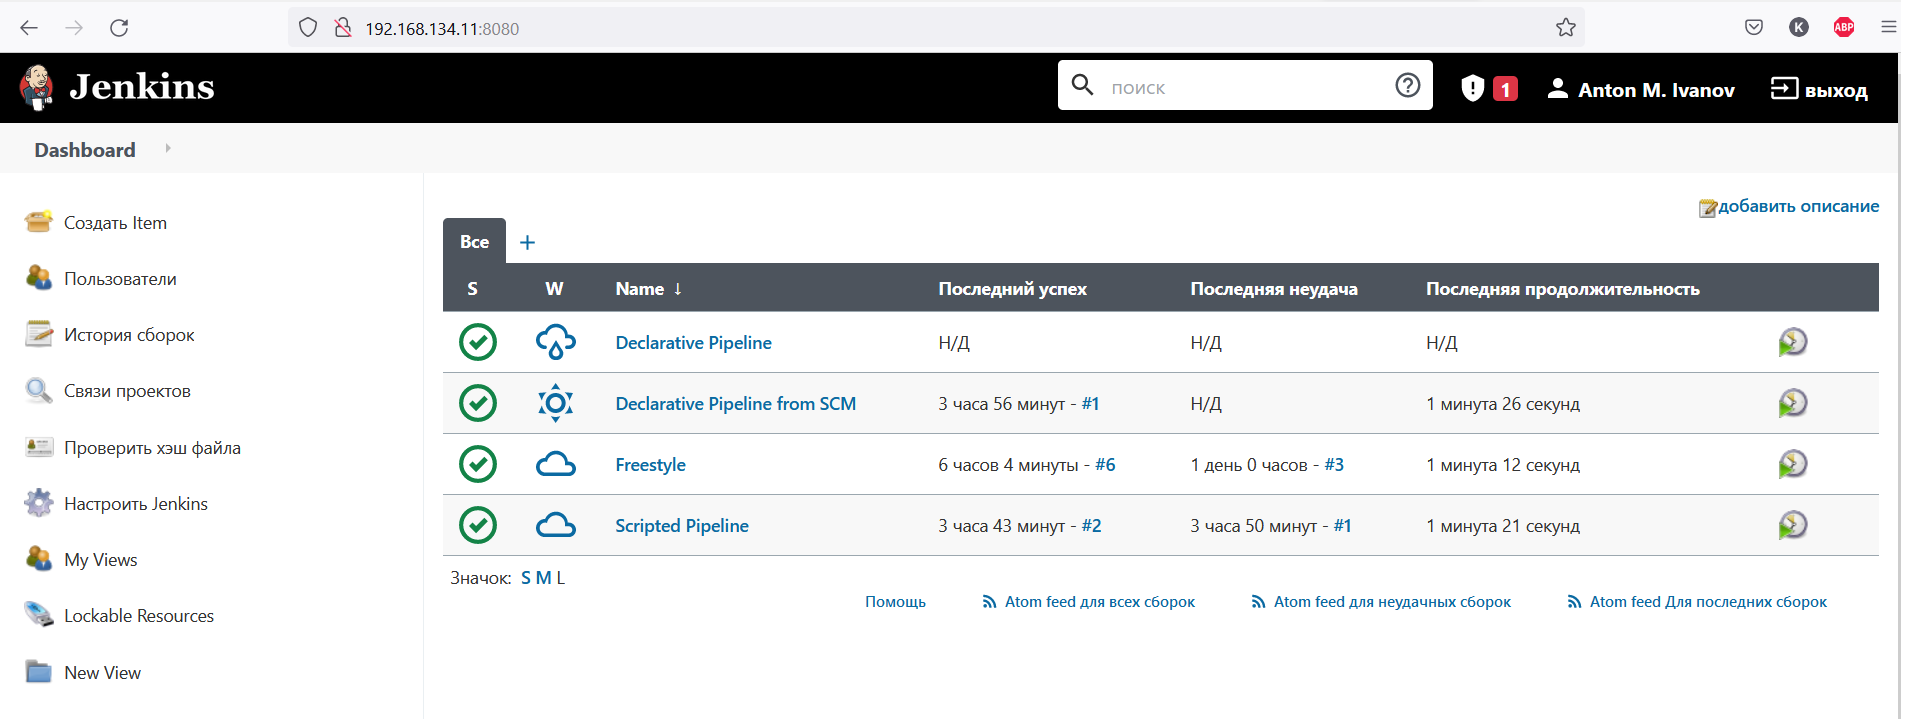 192.168.134.11:8080
K
ABP
Jenkins
поиск
1
Anton M. Ivanov
выход
Dashboard
добавить описание
Создать Item
Пользователи
История сборок
Связи проектов
Проверить хэш файла
Настроить Jenkins
My Views
Lockable Resources
New View
Все +
S W Name ↓ Последний успех Последняя неудача Последняя продолжительность
Declarative Pipeline Н/Д Н/Д Н/Д
Declarative Pipeline from SCM 3 часа 56 минут - #1 Н/Д 1 минута 26 секунд
Freestyle 6 часов 4 минуты - #6 1 день 0 часов - #3 1 минута 12 секунд
Scripted Pipeline 3 часа 43 минут - #2 3 часа 50 минут - #1 1 минута 21 секунд
Значок: S M L
Помощь Atom feed для всех сборок Atom feed для неудачных сборок Atom feed Для последних сборок